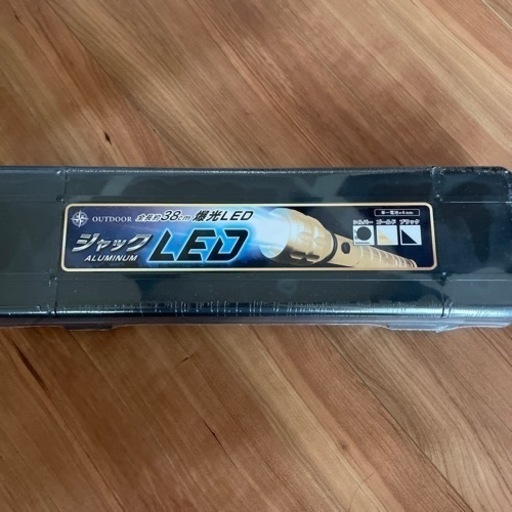 OUTDOOR 全長約38cm 爆光LED
ジャック LED
ALUMINUM
シルバー ゴールド ブラック